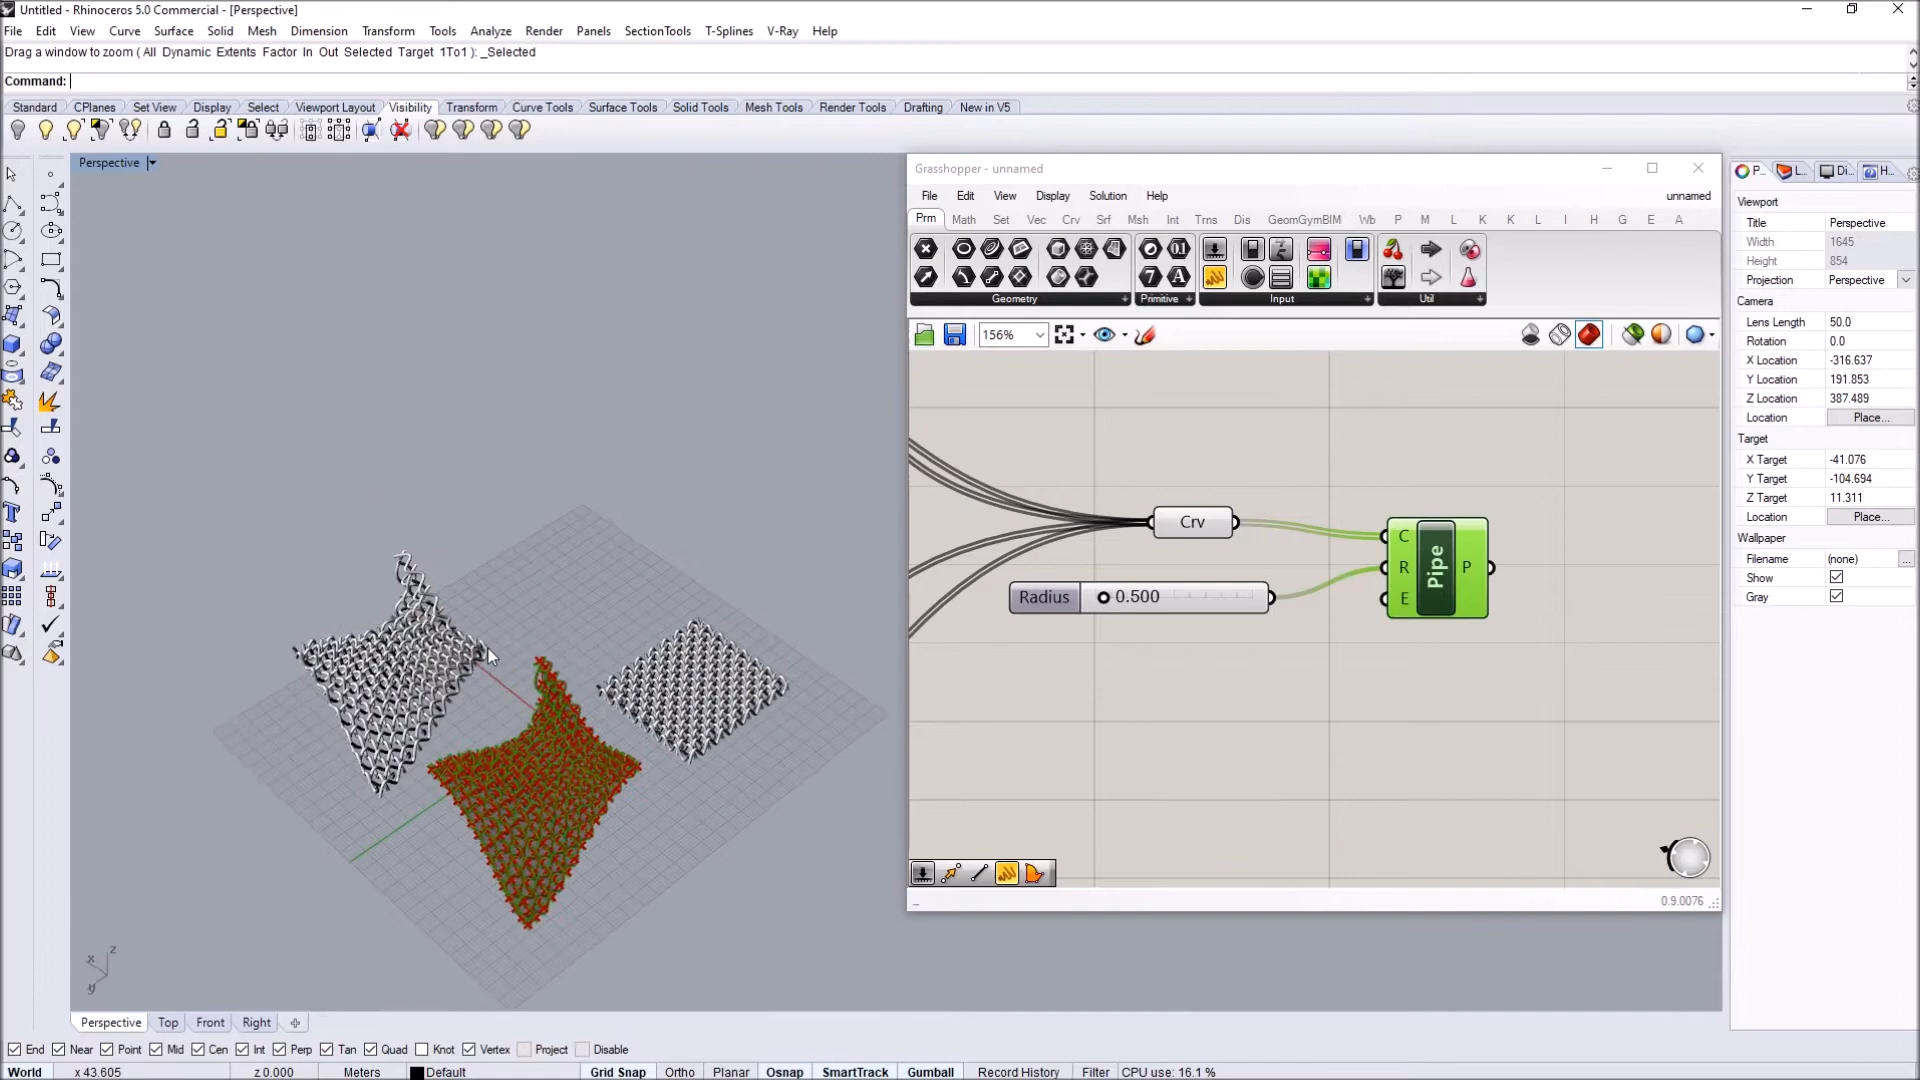 Untitled - Rhinoceros 5.0 Commercial - [Perspective]
File Edit View Curve Surface Solid Mesh Dimension Transform Tools Analyze Render Panels SectionTools T-Splines V-Ray Help
Drag a window to zoom ( All Dynamic Extents Factor In Out Selected Target 1To1 ): _Selected
Command:
Standard CPlanes Set View Display Select Viewport Layout Visibility Transform Curve Tools Surface Tools Solid Tools Mesh Tools Render Tools Drafting New in V5
Perspective
Grasshopper - unnamed
File Edit View Display Solution Help unnamed
Prm Math Set Vec Crv Srf Msh Int Trns Dis GeomGymBIM Wb P M L K K L I H G E A
Geometry Primitive Input Util
156%
Crv
Radius 0.500
C R E Pipe P
0.9.0076
P... L... Di... H...
Viewport
Title Perspective
Width 1645
Height 854
Projection Perspective
Camera
Lens Length 50.0
Rotation 0.0
X Location -316.637
Y Location 191.853
Z Location 387.489
Location Place...
Target
X Target -41.076
Y Target -104.694
Z Target 11.311
Location Place...
Wallpaper
Filename (none) ...
Show
Gray
x y z
Perspective Top Front Right
End Near Point Mid Cen Int Perp Tan Quad Knot Vertex Project Disable
World x 43.605 z 0.000 Meters Default Grid Snap Ortho Planar Osnap SmartTrack Gumball Record History Filter CPU use: 16.1 %